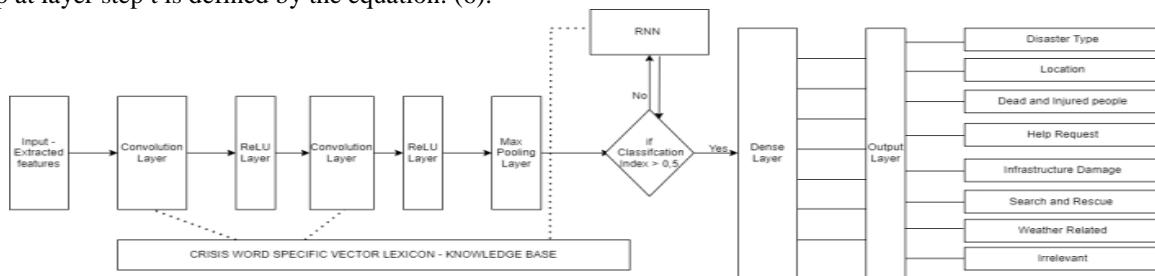 p at layer step t is defined by the equation. (6).
RNN
No
Input -
Extracted
features
Convolution
Layer
ReLU
Layer
Convolution
Layer
ReLU
Layer
Max
Pooling
Layer
if
Classifcation
Index > 0,5
Yes
Dense
Layer
Output
Layer
Disaster Type
Location
Dead and Injured people
Help Request
Infrastructure Damage
Search and Rescue
Weather Related
Irrelevant
CRISIS WORD SPECIFIC VECTOR LEXICON - KNOWLEDGE BASE